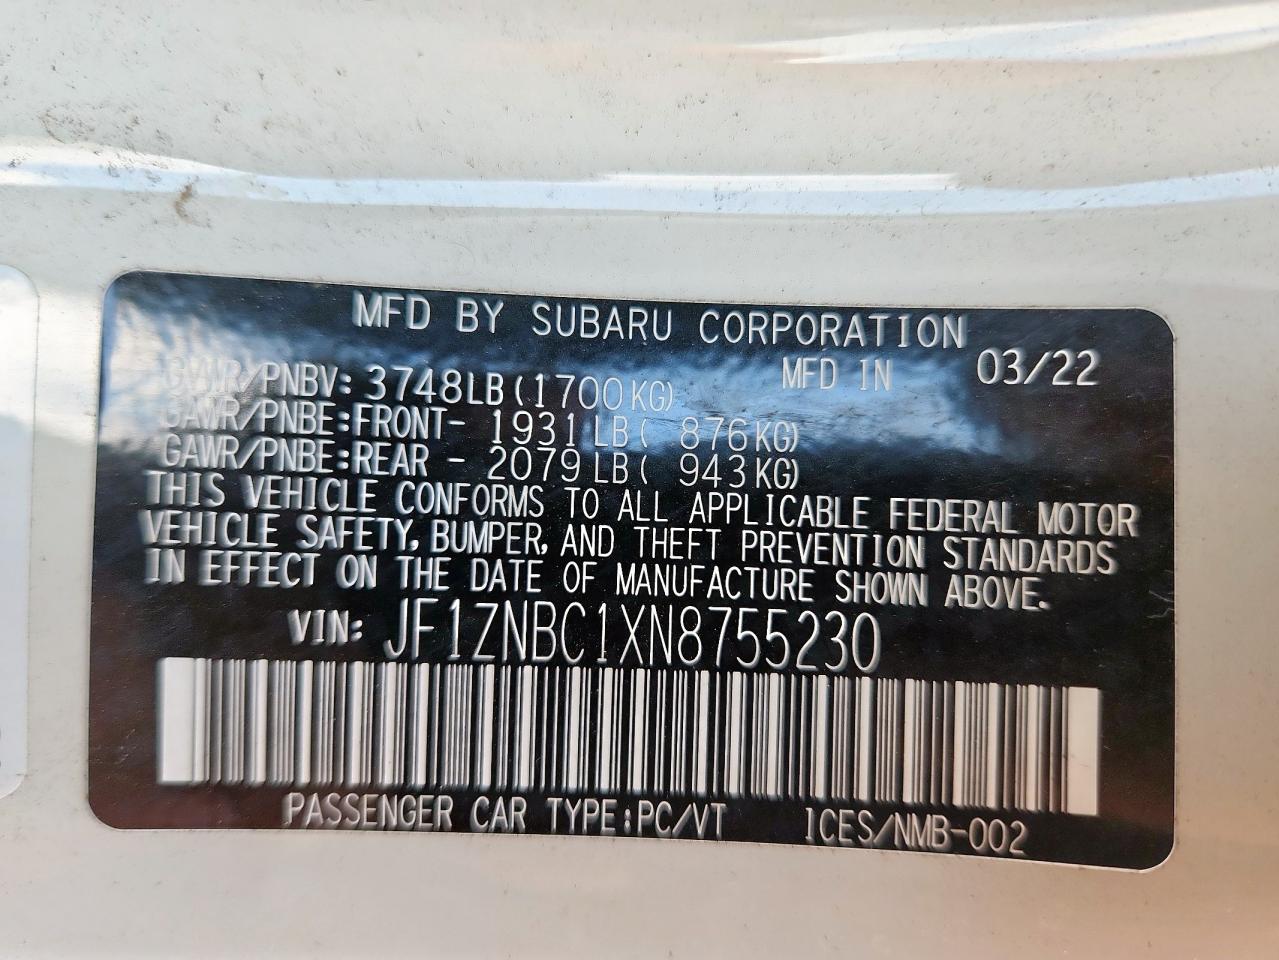 MFD BY SUBARU CORPORATION
MFD IN 03/22
GVWR/PNBV: 3748LB(1700KG)
GAWR/PNBE:FRONT- 1931LB( 876KG)
GAWR/PNBE:REAR - 2079LB( 943KG)
THIS VEHICLE CONFORMS TO ALL APPLICABLE FEDERAL MOTOR
VEHICLE SAFETY, BUMPER, AND THEFT PREVENTION STANDARDS
IN EFFECT ON THE DATE OF MANUFACTURE SHOWN ABOVE.
VIN: JF1ZNBC1XN8755230
PASSENGER CAR TYPE:PC/VT ICES/NMB-002